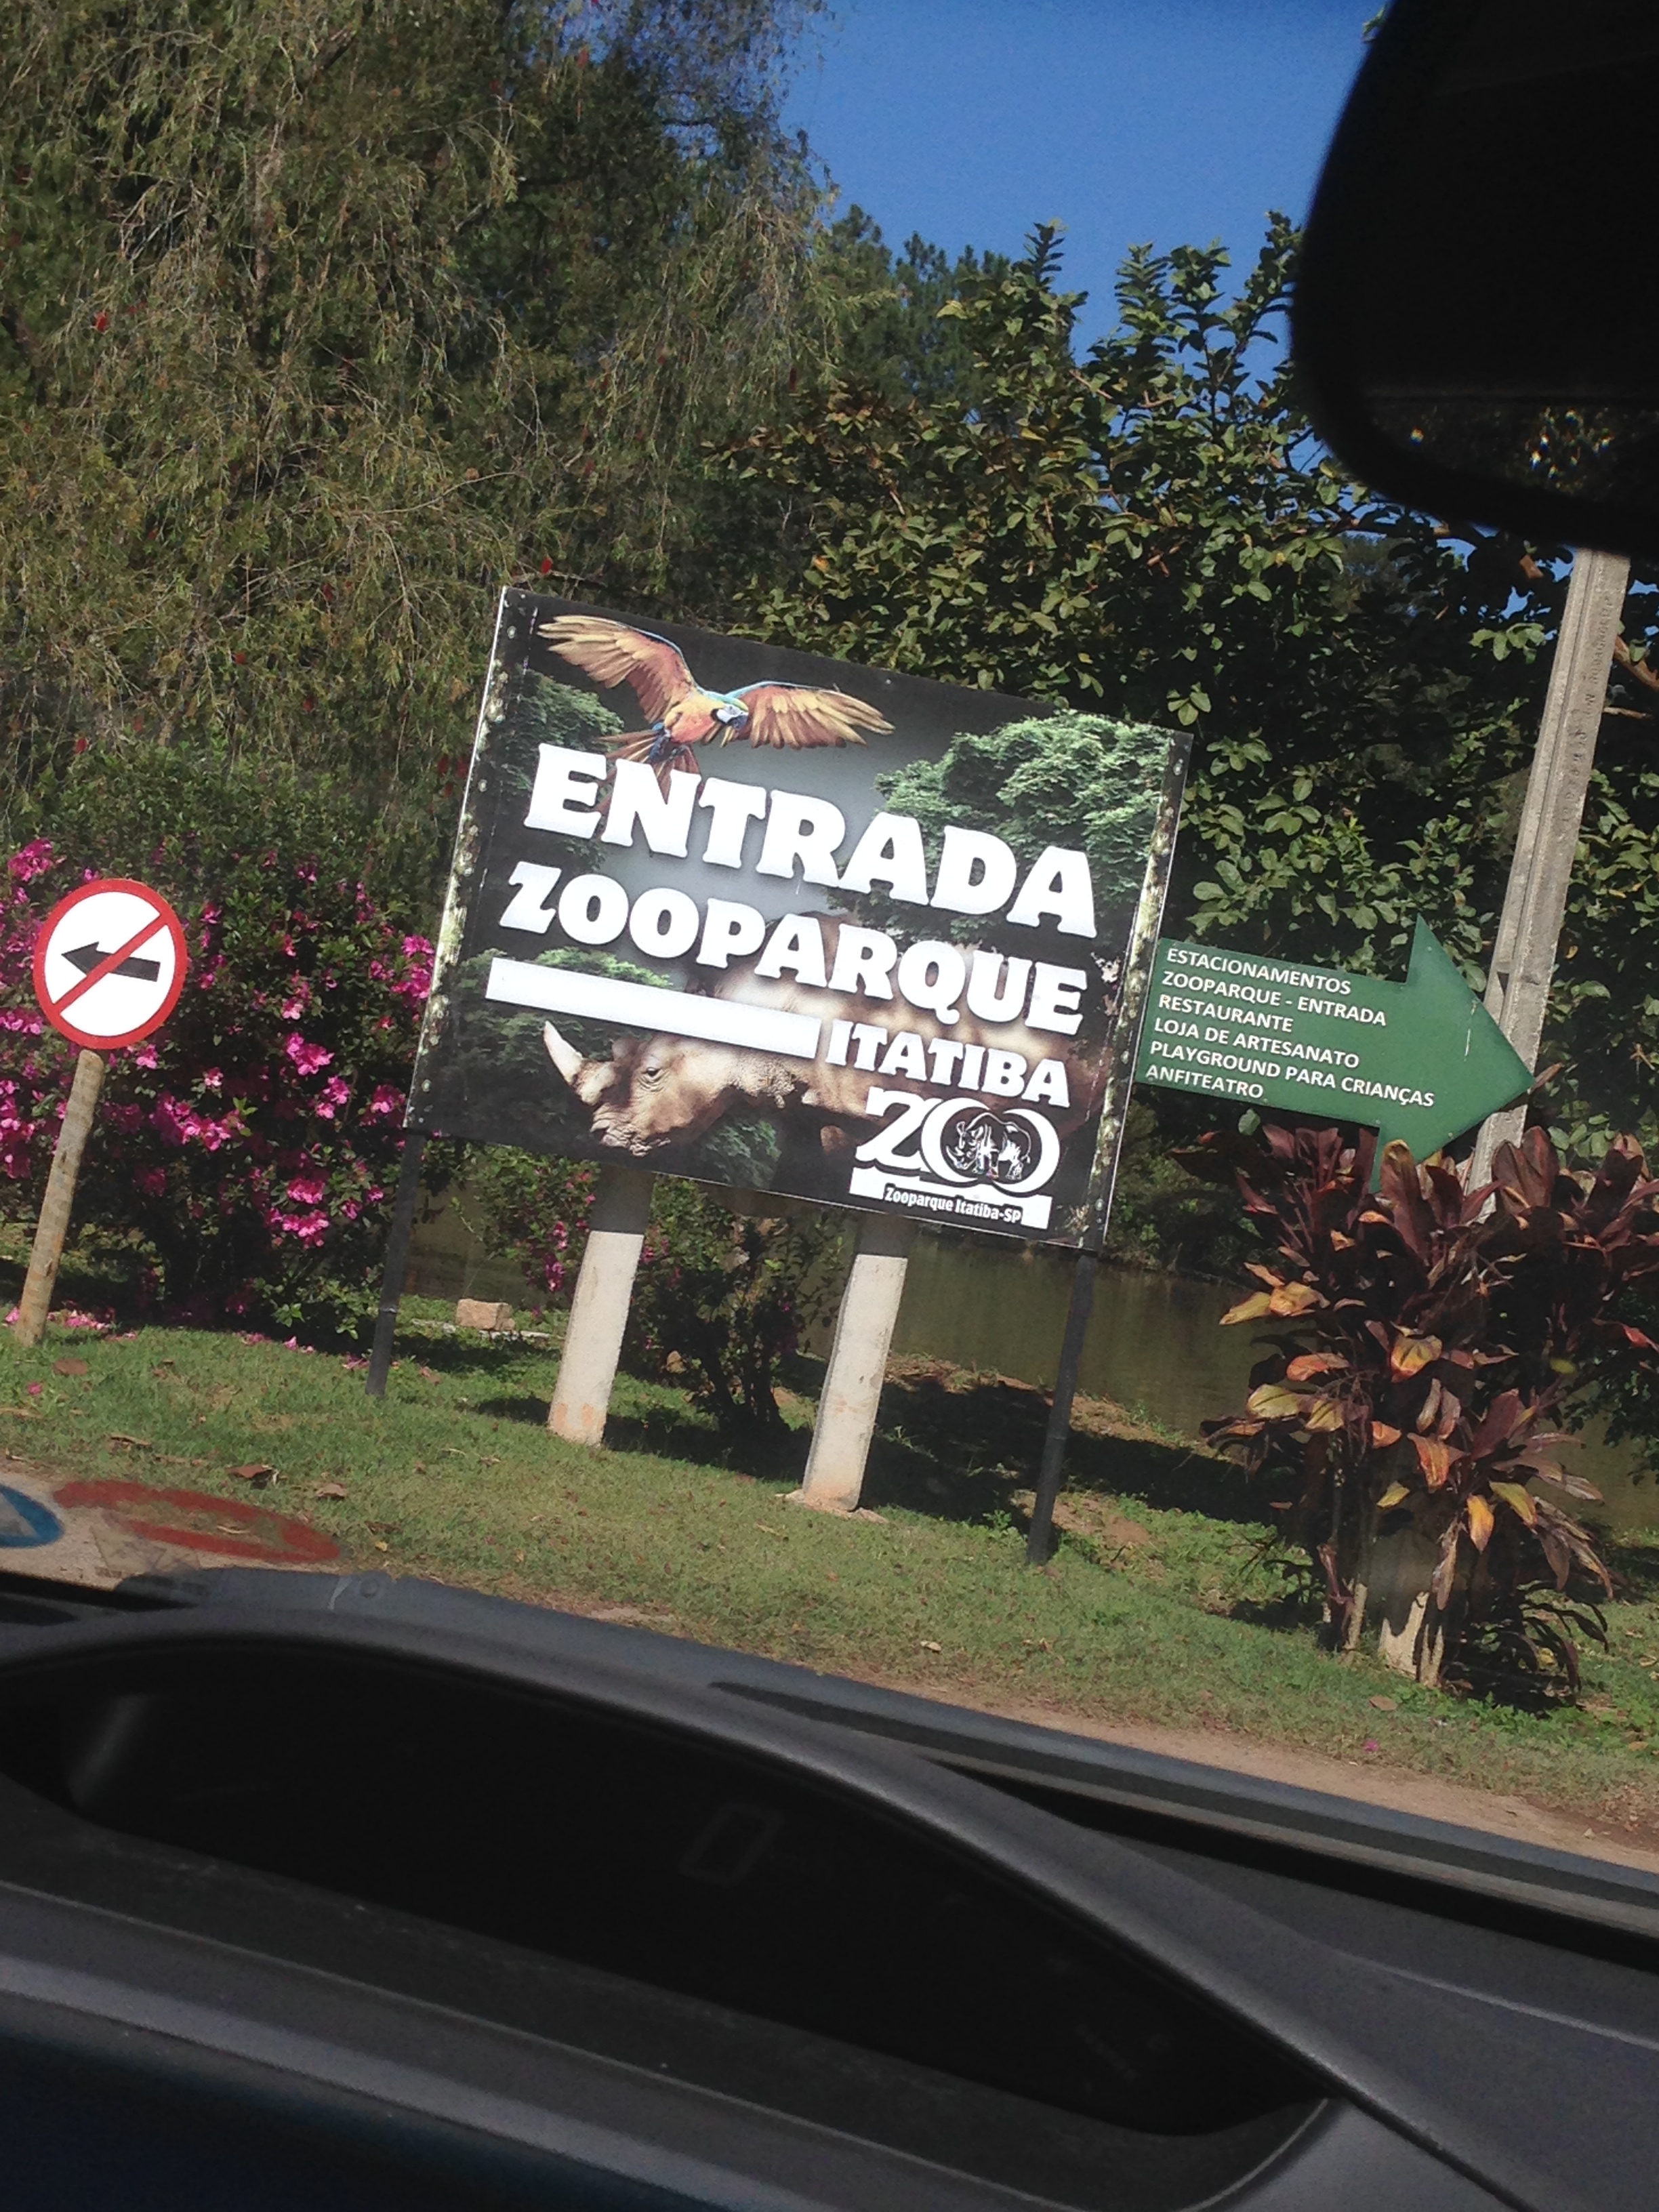 ENTRADA
ZOOPARQUE
ITATIBA
ZOO
Zooparque Itatiba-SP
ESTACIONAMENTOS
ZOOPARQUE - ENTRADA
RESTAURANTE
LOJA DE ARTESANATO
PLAYGROUND PARA CRIANÇAS
ANFITEATRO